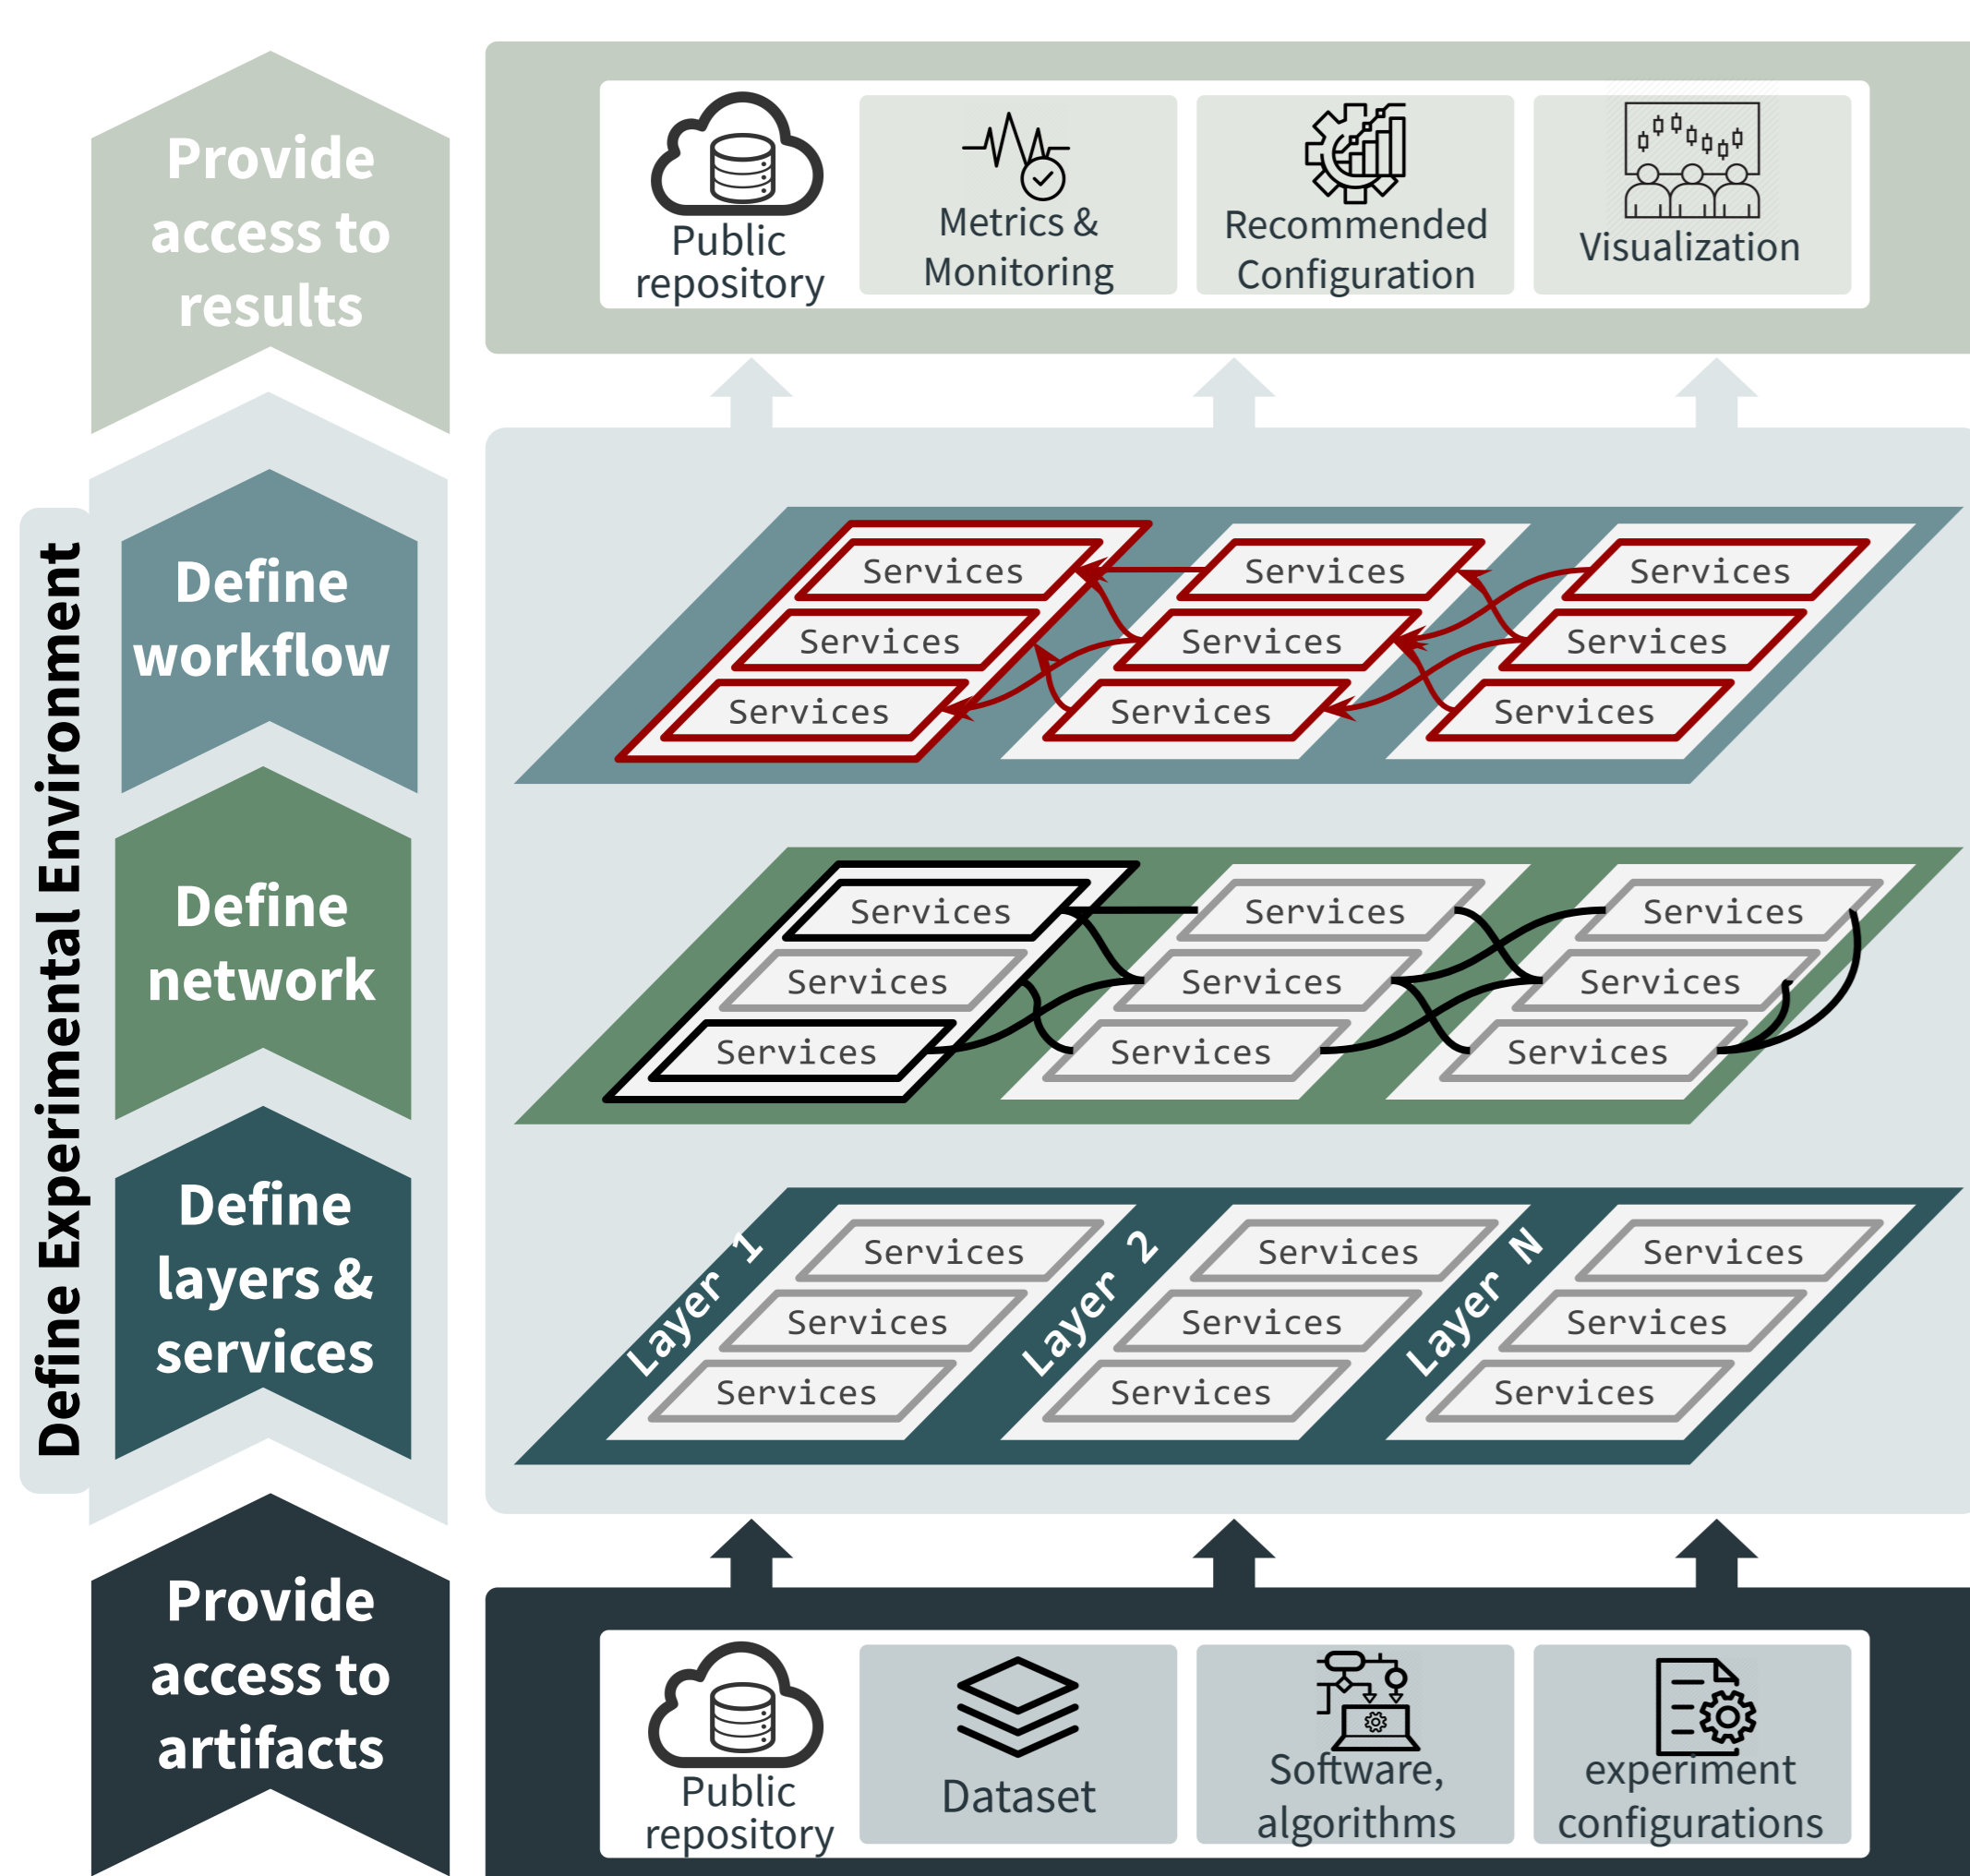 Provide
access to
results
Public
repository
Metrics &
Monitoring
Recommended
Configuration
Visualization
Define Experimental Environment
Define
workflow
Services
Services
Services
Services
Services
Services
Services
Services
Services
Define
network
Services
Services
Services
Services
Services
Services
Services
Services
Services
Define
layers &
services
Layer 1
Services
Services
Services
Layer 2
Services
Services
Services
Layer N
Services
Services
Services
Provide
access to
artifacts
Public
repository
Dataset
Software,
algorithms
experiment
configurations